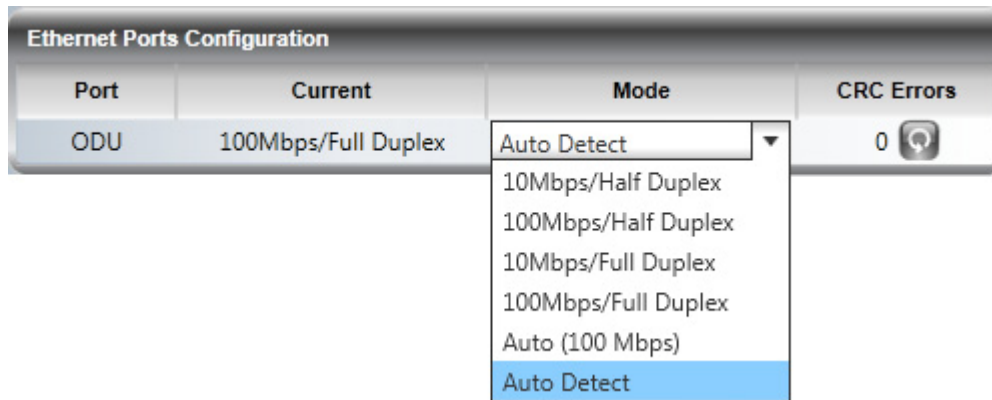 Ethernet Ports Configuration
Port Current Mode CRC Errors
ODU 100Mbps/Full Duplex Auto Detect 0
10Mbps/Half Duplex
100Mbps/Half Duplex
10Mbps/Full Duplex
100Mbps/Full Duplex
Auto (100 Mbps)
Auto Detect